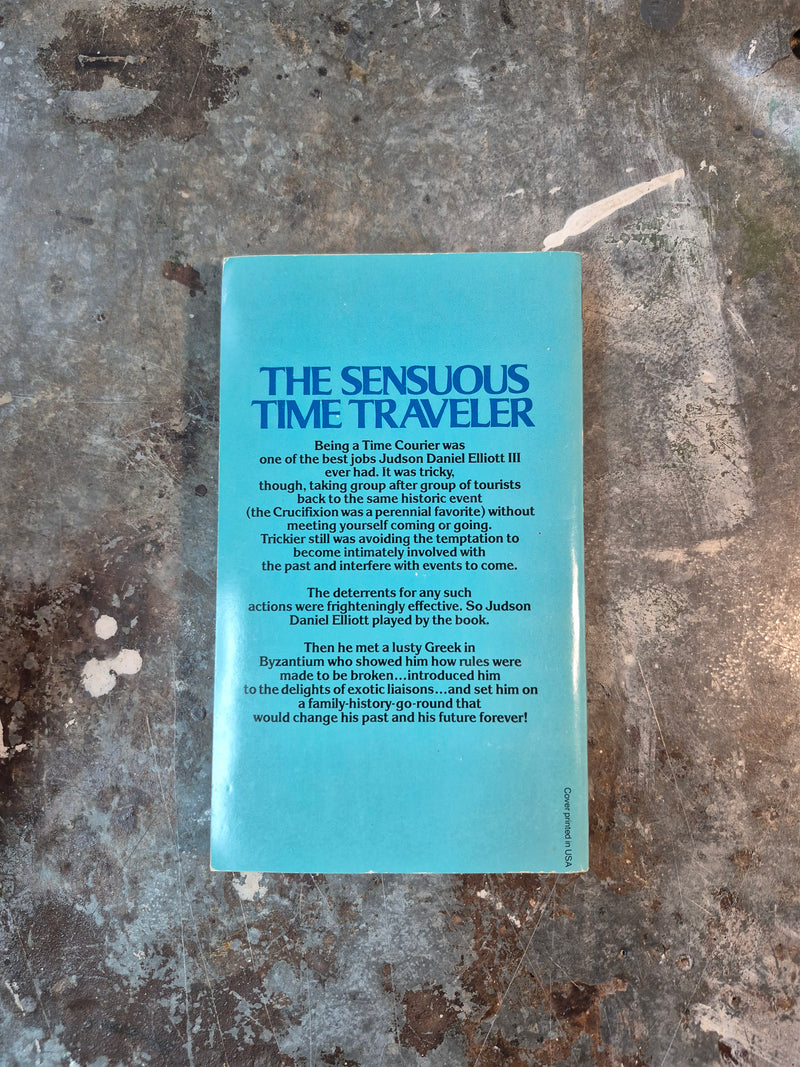 THE SENSUOUS
TIME TRAVELER
Being a Time Courier was
one of the best jobs Judson Daniel Elliott III
ever had. It was tricky,
though, taking group after group of tourists
back to the same historic event
(the Crucifixion was a perennial favorite) without
meeting yourself coming or going.
Trickier still was avoiding the temptation to
become intimately involved with
the past and interfere with events to come.
The deterrents for any such
actions were frighteningly effective. So Judson
Daniel Elliott played by the book.
Then he met a lusty Greek in
Byzantium who showed him how rules were
made to be broken...introduced him
to the delights of exotic liaisons...and set him on
a family-history-go-round that
would change his past and his future forever!
Cover printed in USA